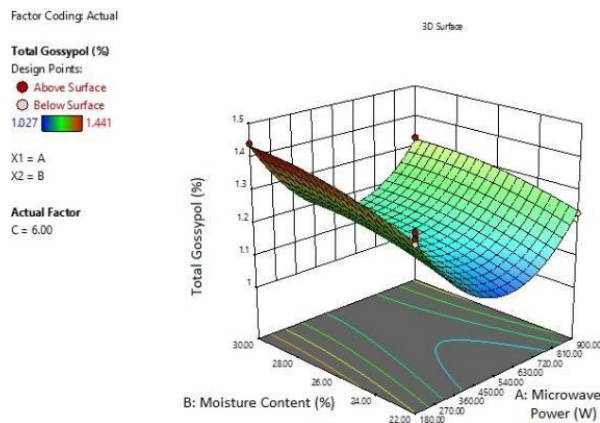 Factor Coding: Actual
3D Surface
Total Gossypol (%)
Design Points:
Above Surface
Below Surface
1.027 1.441
X1 = A
X2 = B
Actual Factor
C = 6.00
Total Gossypol (%)
1.5
1.4
1.3
1.2
1.1
1
30.00
28.00
26.00
24.00
22.00
B: Moisture Content (%)
180.00
270.00
360.00
450.00
540.00
630.00
720.00
810.00
900.00
A: Microwave
Power (W)